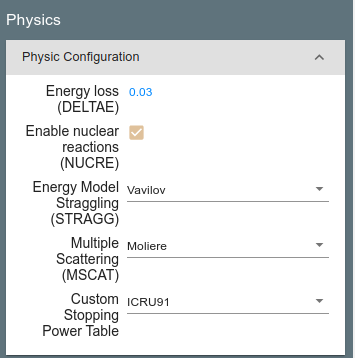 Physics
Physic Configuration
Energy loss
(DELTAE)
0.03
Enable nuclear
reactions
(NUCRE)
Energy Model
Straggling
(STRAGG)
Vavilov
Multiple
Scattering
(MSCAT)
Moliere
Custom
Stopping
Power Table
ICRU91